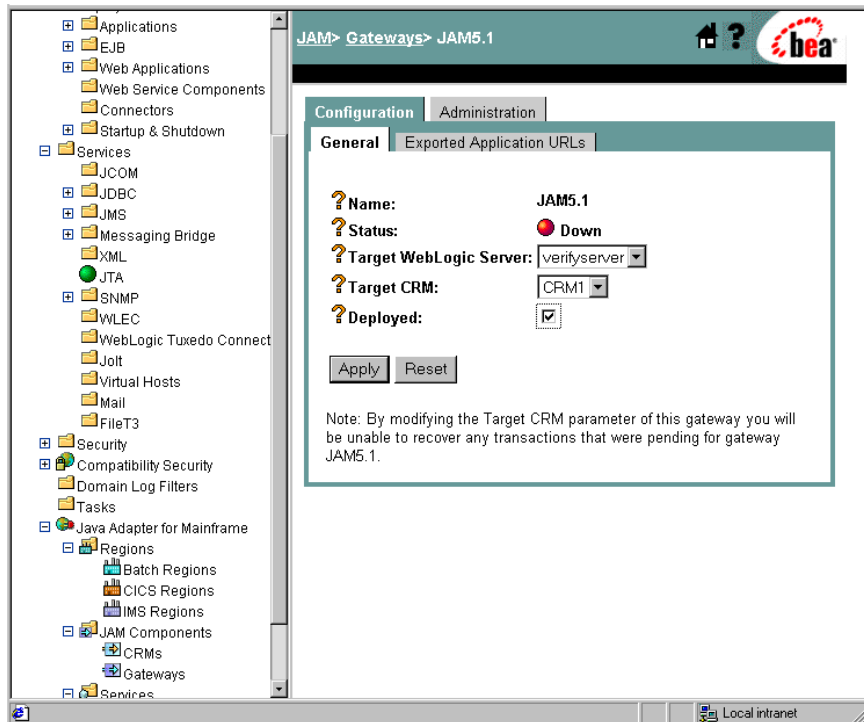 Applications
EJB
Web Applications
Web Service Components
Connectors
Startup & Shutdown
Services
JCOM
JDBC
JMS
Messaging Bridge
XML
JTA
SNMP
WLEC
WebLogic Tuxedo Connect
Jolt
Virtual Hosts
Mail
FileT3
Security
Compatibility Security
Domain Log Filters
Tasks
Java Adapter for Mainframe
Regions
Batch Regions
CICS Regions
IMS Regions
JAM Components
CRMs
Gateways
Services
JAM> Gateways> JAM5.1
? bea
Configuration Administration
General Exported Application URLs
? Name: JAM5.1
? Status: Down
? Target WebLogic Server: verifyserver
? Target CRM: CRM1
? Deployed:
Apply Reset
Note: By modifying the Target CRM parameter of this gateway you will
be unable to recover any transactions that were pending for gateway
JAM5.1.
Local intranet